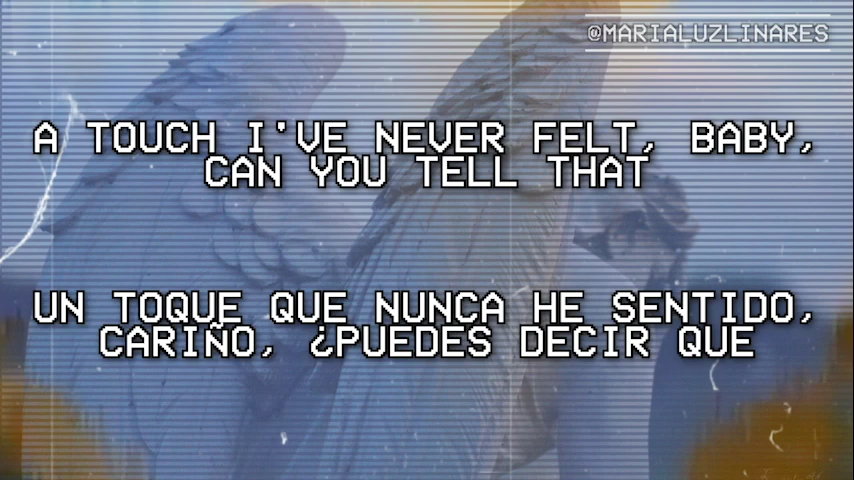 @MARIALUZLINARES
A TOUCH I'VE NEVER FELT, BABY,
CAN YOU TELL THAT
UN TOQUE QUE NUNCA HE SENTIDO,
CARIÑO, ¿PUEDES DECIR QUE